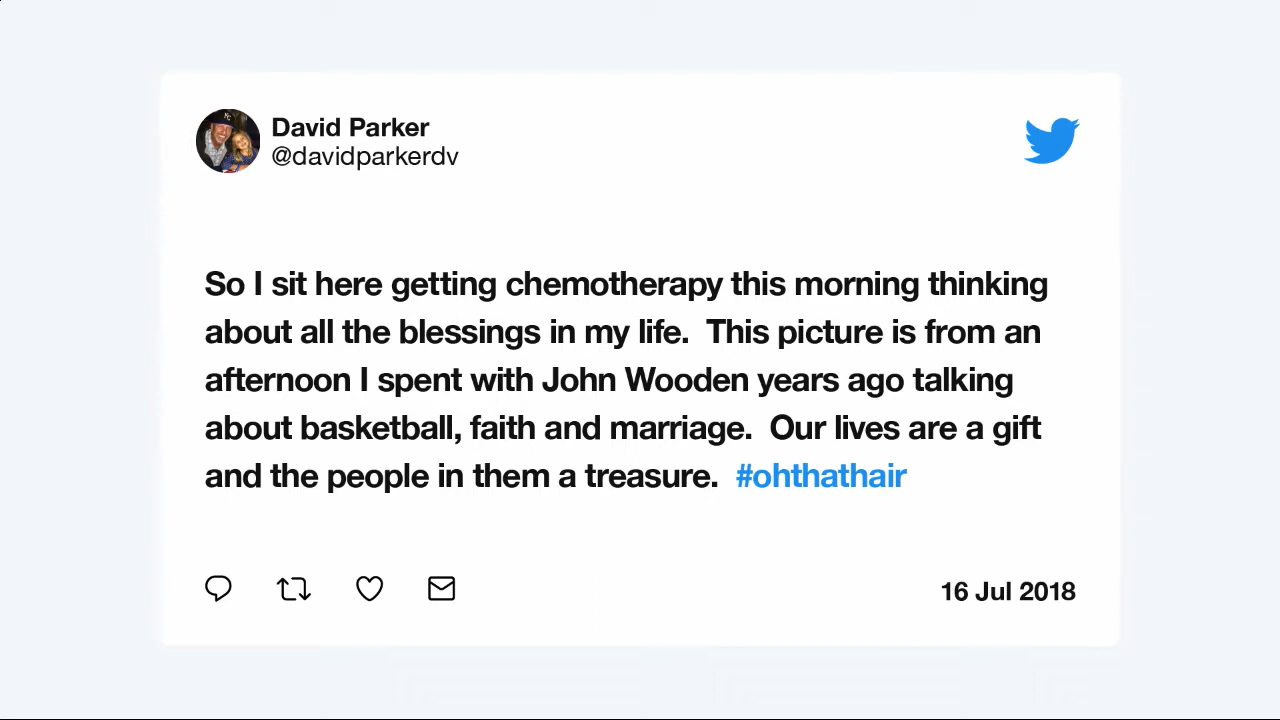 David Parker
@davidparkerdv
So I sit here getting chemotherapy this morning thinking
about all the blessings in my life.  This picture is from an
afternoon I spent with John Wooden years ago talking
about basketball, faith and marriage.  Our lives are a gift
and the people in them a treasure.  #ohthathair
16 Jul 2018